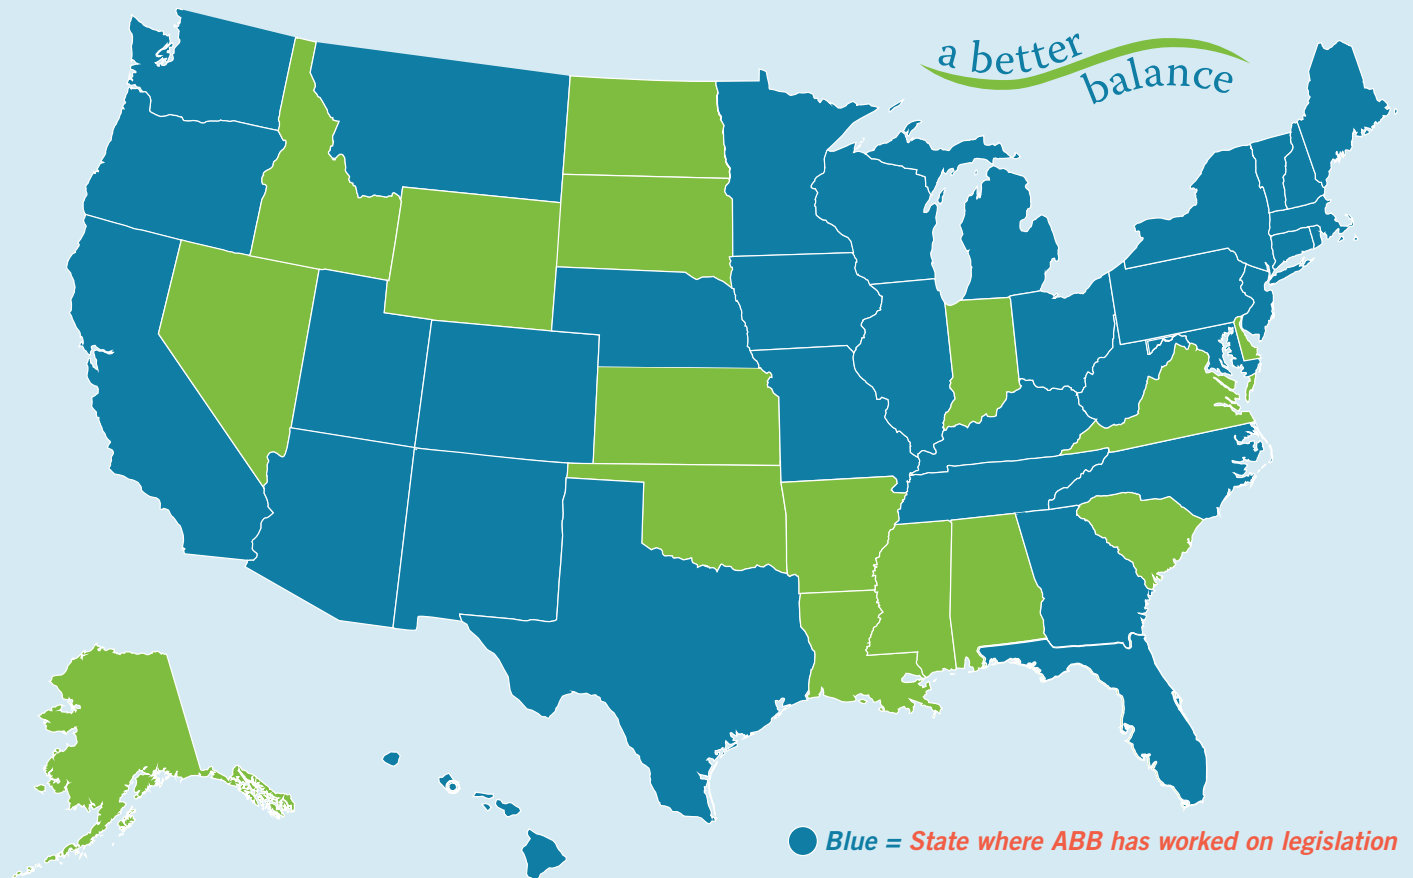 a better
balance
Blue = State where ABB has worked on legislation